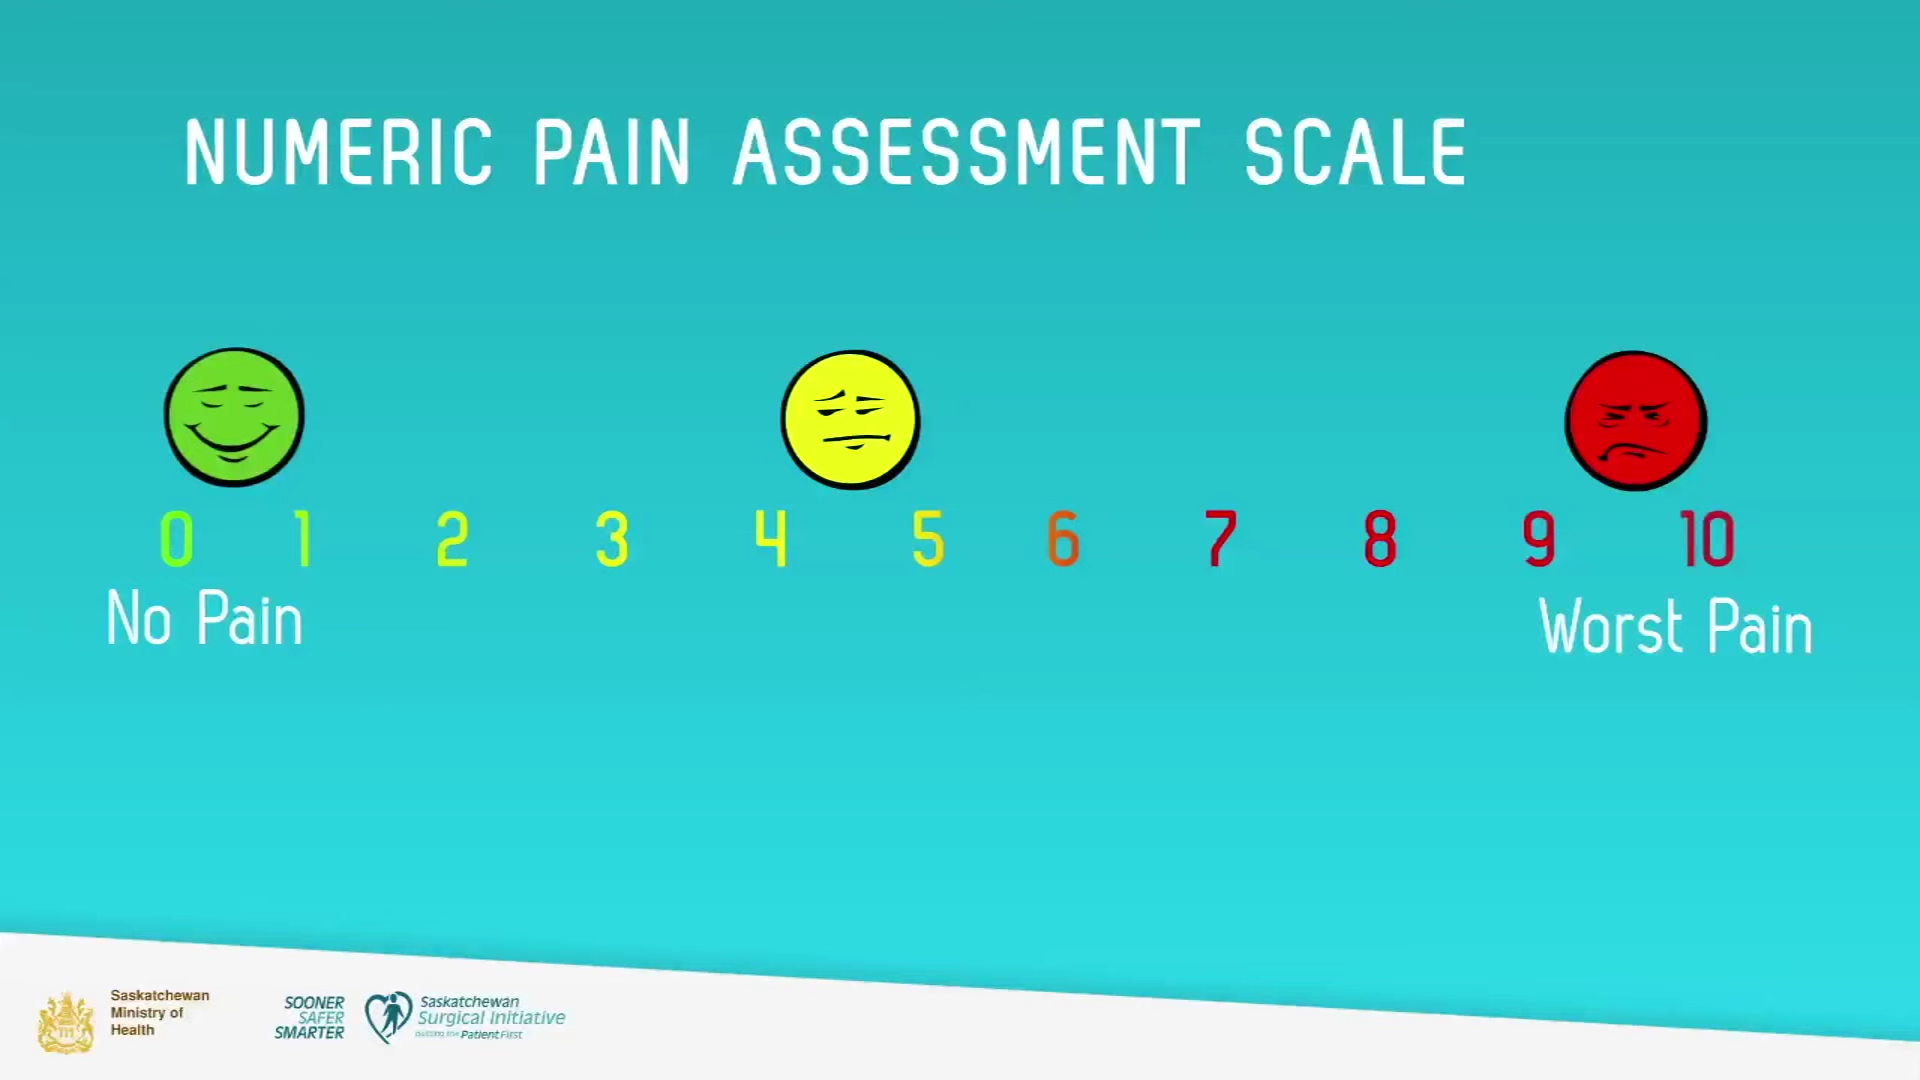 NUMERIC PAIN ASSESSMENT SCALE
0 1 2 3 4 5 6 7 8 9 10
No Pain
Worst Pain
Saskatchewan
Ministry of
Health
SOONER
SAFER
SMARTER
Saskatchewan
Surgical Initiative
Patient First